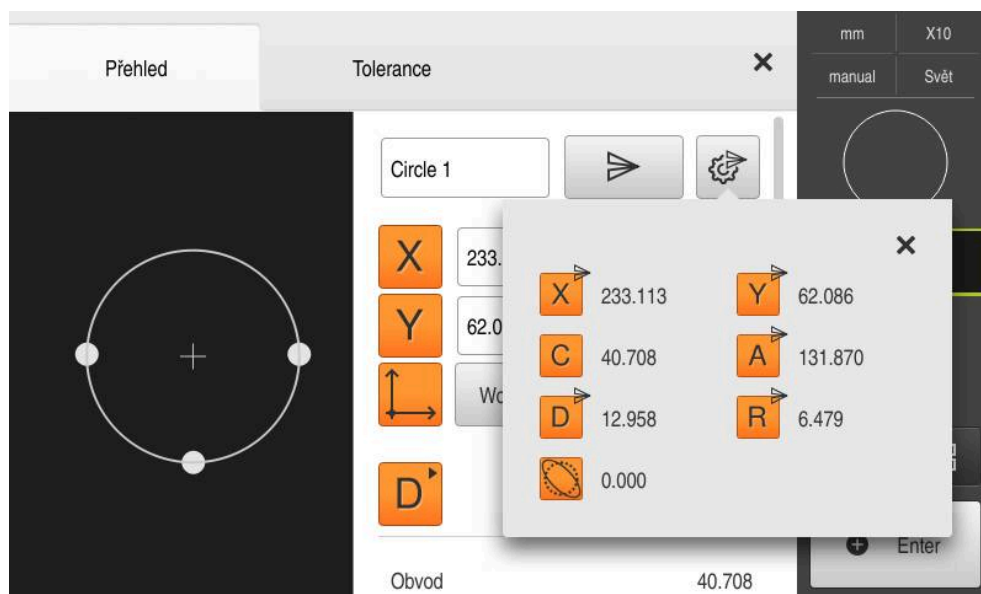 Přehled
Tolerance
mm
X10
manual
Svět
Circle 1
X
233.
Y
62.0
D
X 233.113
Y 62.086
C 40.708
A 131.870
D 12.958
R 6.479
0.000
Enter
Obvod 40.708